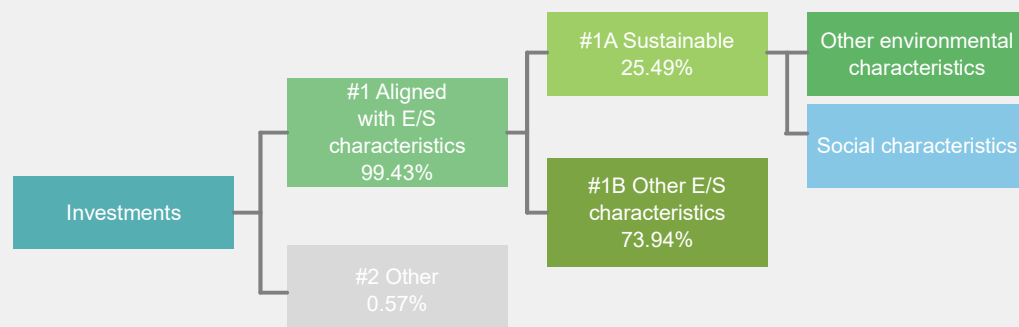 Investments
#1 Aligned
with E/S
characteristics
99.43%
#2 Other
0.57%
#1A Sustainable
25.49%
#1B Other E/S
characteristics
73.94%
Other environmental
characteristics
Social characteristics